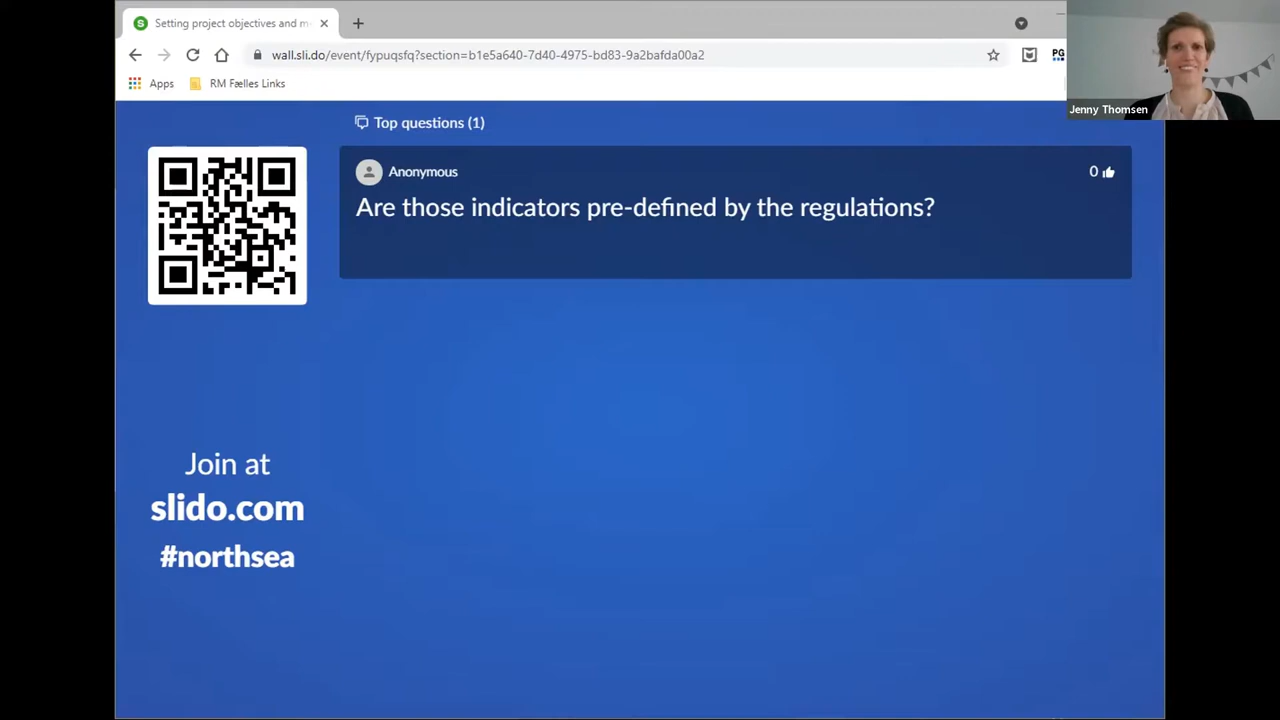 Setting project objectives and m
wall.sli.do/event/fypuqsfq?section=b1e5a640-7d40-4975-bd83-9a2bafda00a2
PG
Apps
RM Fælles Links
Jenny Thomsen
Top questions (1)
Anonymous
0
Are those indicators pre-defined by the regulations?
Join at
slido.com
#northsea